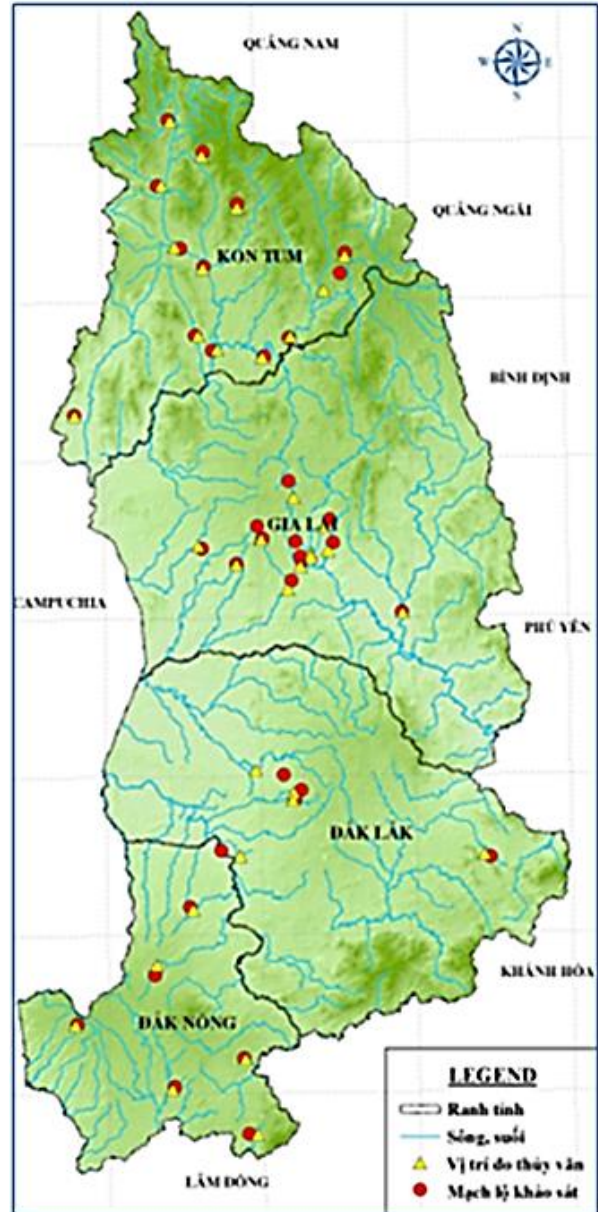 QUẢNG NAM
N
W E
S
QUẢNG NGÃI
KON TUM
BÌNH ĐỊNH
GIA LAI
CAMPUCHIA
PHÚ YÊN
ĐẮK LẮK
KHÁNH HÒA
ĐẮK NÔNG
LEGEND
Ranh tỉnh
Sông, suối
Vị trí đo thủy văn
Mạch lộ khảo sát
LÂM ĐỒNG